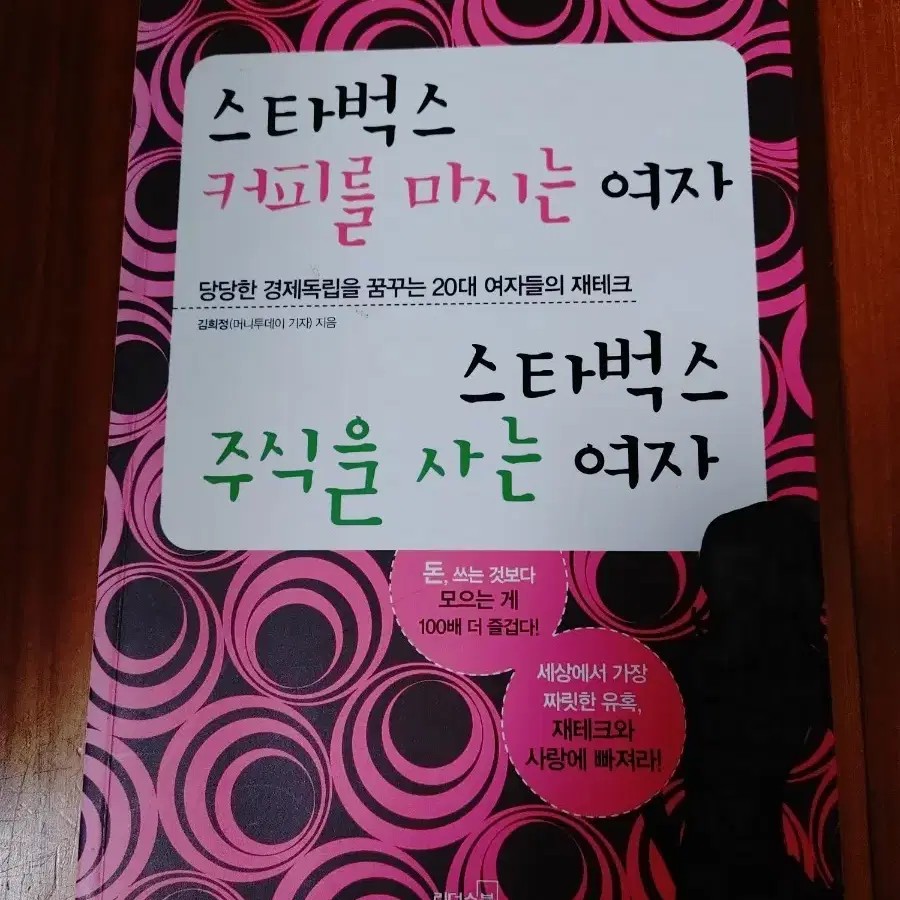 스타벅스
커피를 마시는 여자
당당한 경제독립을 꿈꾸는 20대 여자들의 재테크
김희정(머니투데이 기자) 지음
스타벅스
주식을 사는 여자
돈, 쓰는 것보다
모으는 게
100배 더 즐겁다!
세상에서 가장
짜릿한 유혹,
재테크와
사랑에 빠져라!
리더스북